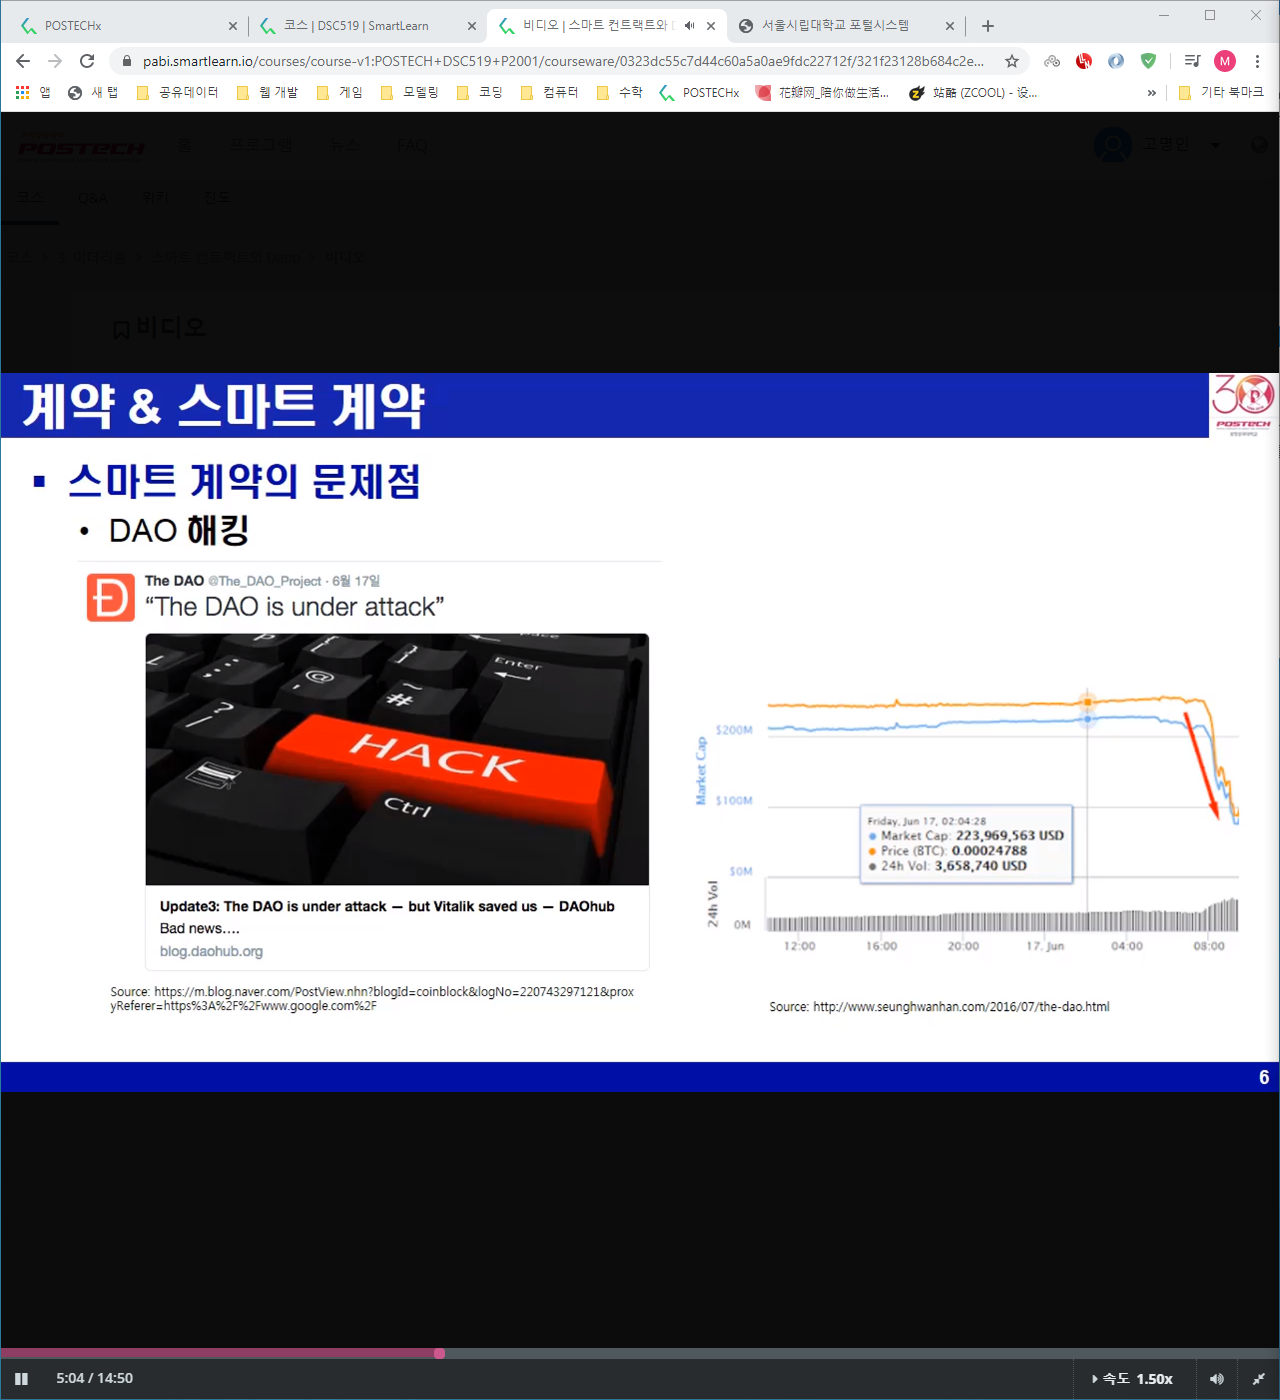 POSTECHx
코스 | DSC519 | SmartLearn
비디오 | 스마트 컨트랙트와 D
서울시립대학교 포털시스템
pabi.smartlearn.io/courses/course-v1:POSTECH+DSC519+P2001/courseware/0323dc55c7d44c60a5a0ae9fdc22712f/321f23128b684c2e...
M
앱 새 탭 공유데이터 웹 개발 게임 모델링 코딩 컴퓨터 수학 POSTECHx 花瓣网_陪你做生活... 站酷 (ZCOOL) - 设... » 기타 북마크
POSTECH 홈 프로그램 뉴스 FAQ 고영인
코스 Q&A 위키 진도
비디오
계약 & 스마트 계약
POSTECH
스마트 계약의 문제점
• DAO 해킹
The DAO @The_DAO_Project · 6월 17일
“The DAO is under attack”
Enter
HACK
Ctrl
Update3: The DAO is under attack — but Vitalik saved us — DAOhub
Bad news....
blog.daohub.org
Source: https://m.blog.naver.com/PostView.nhn?blogId=coinblock&logNo=220743297121&prox
yReferer=https%3A%2F%2Fwww.google.com%2F
Market Cap
$200M
$100M
$0M
Friday, Jun 17, 02:04:28
Market Cap: 223,969,563 USD
Price (BTC): 0.00024788
24h Vol: 3,658,740 USD
24h Vol
0M
12:00 16:00 20:00 17. Jun 04:00 08:00
Source: http://www.seunghwanhan.com/2016/07/the-dao.html
6
5:04 / 14:50
속도 1.50x